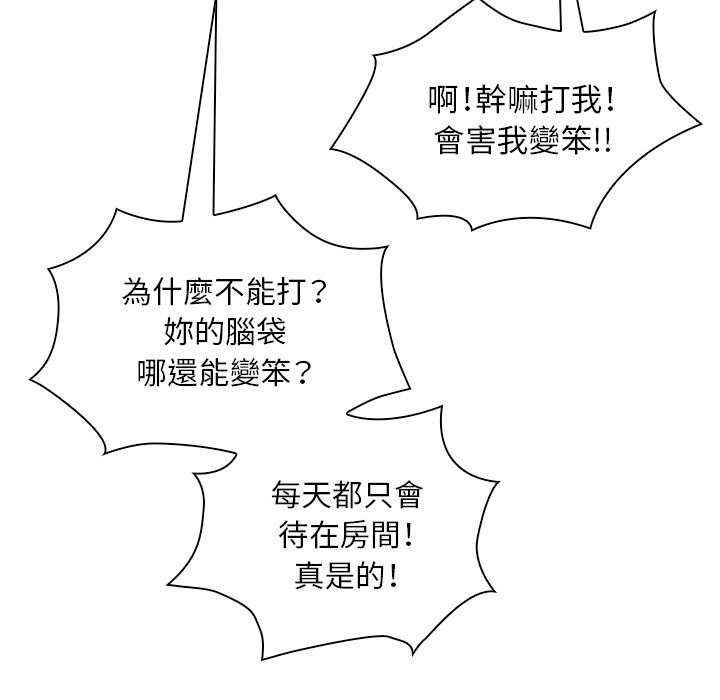 啊！幹嘛打我！
會害我變笨!!
為什麼不能打？
妳的腦袋
哪還能變笨？
每天都只會
待在房間！
真是的！